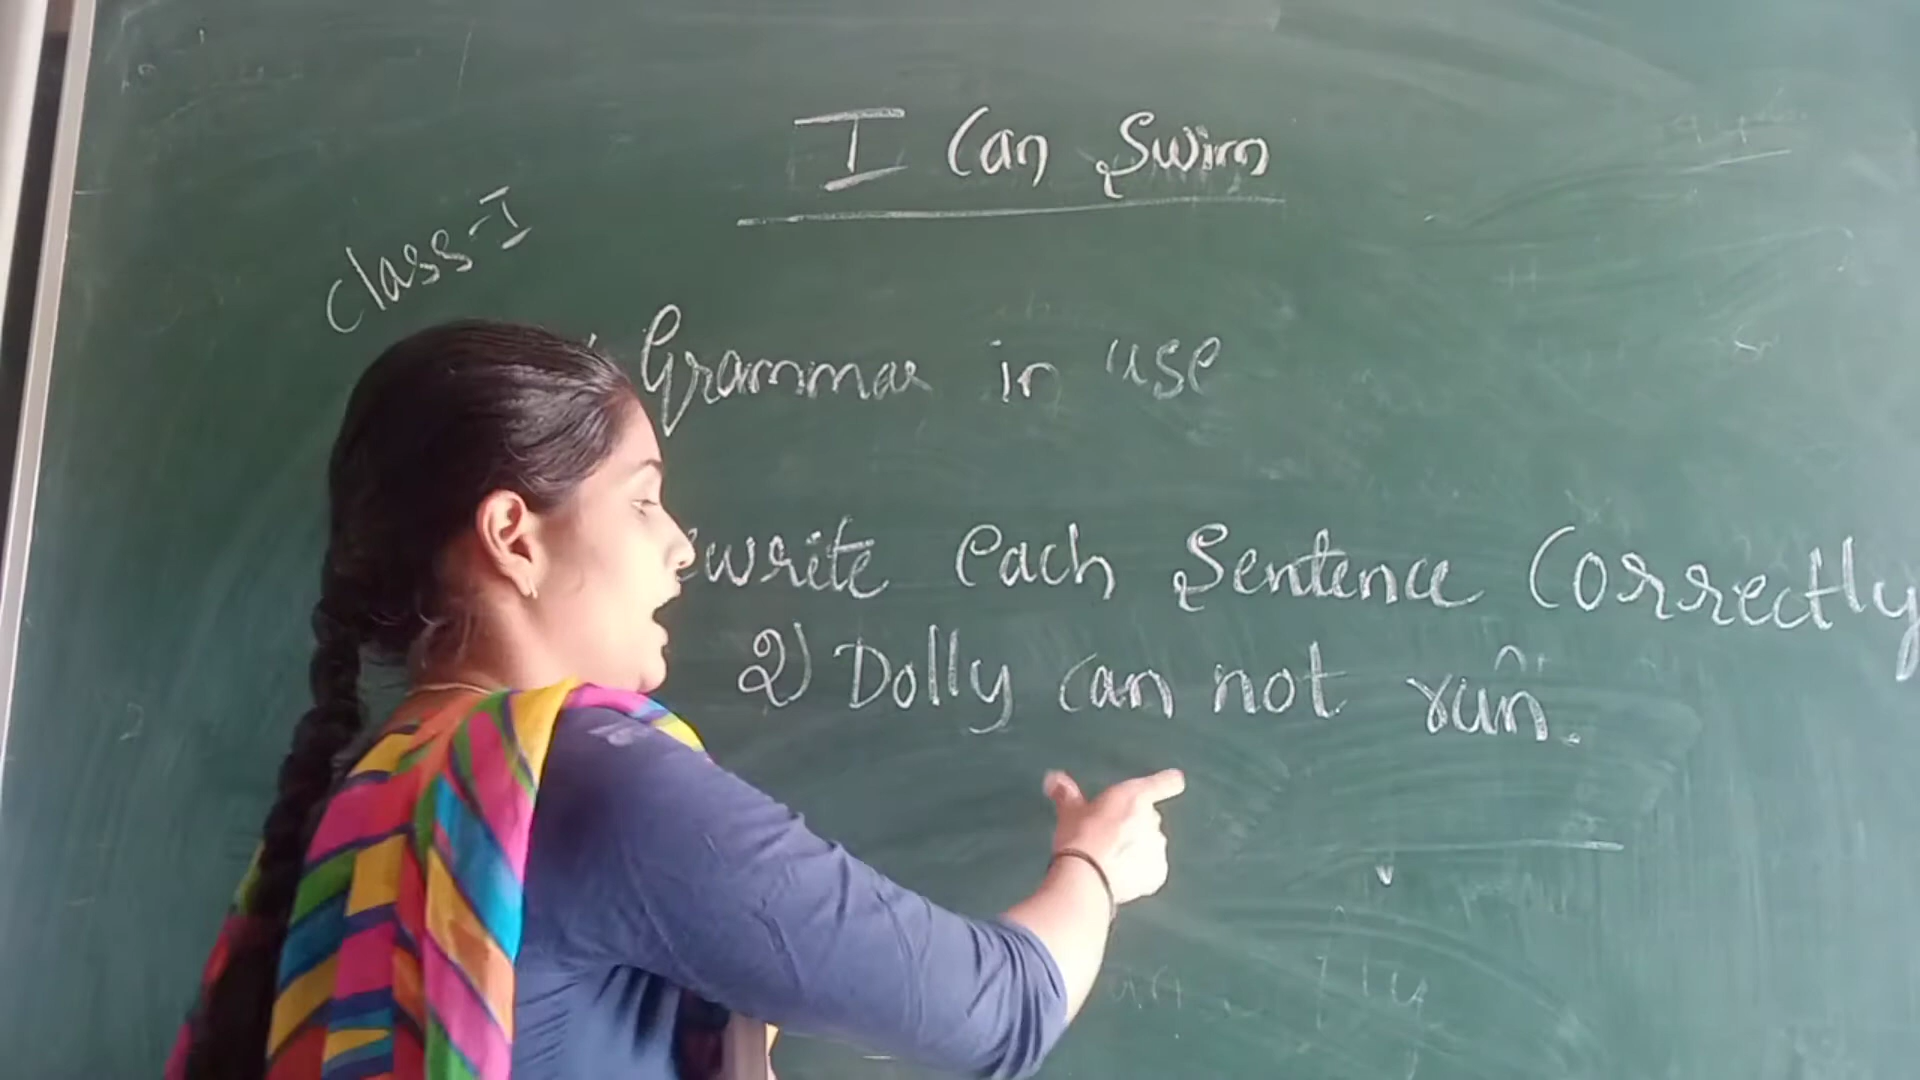 I Can Swim
Class-I
Grammar in use
ewrite each Sentence Correctly
2) Dolly can not run.